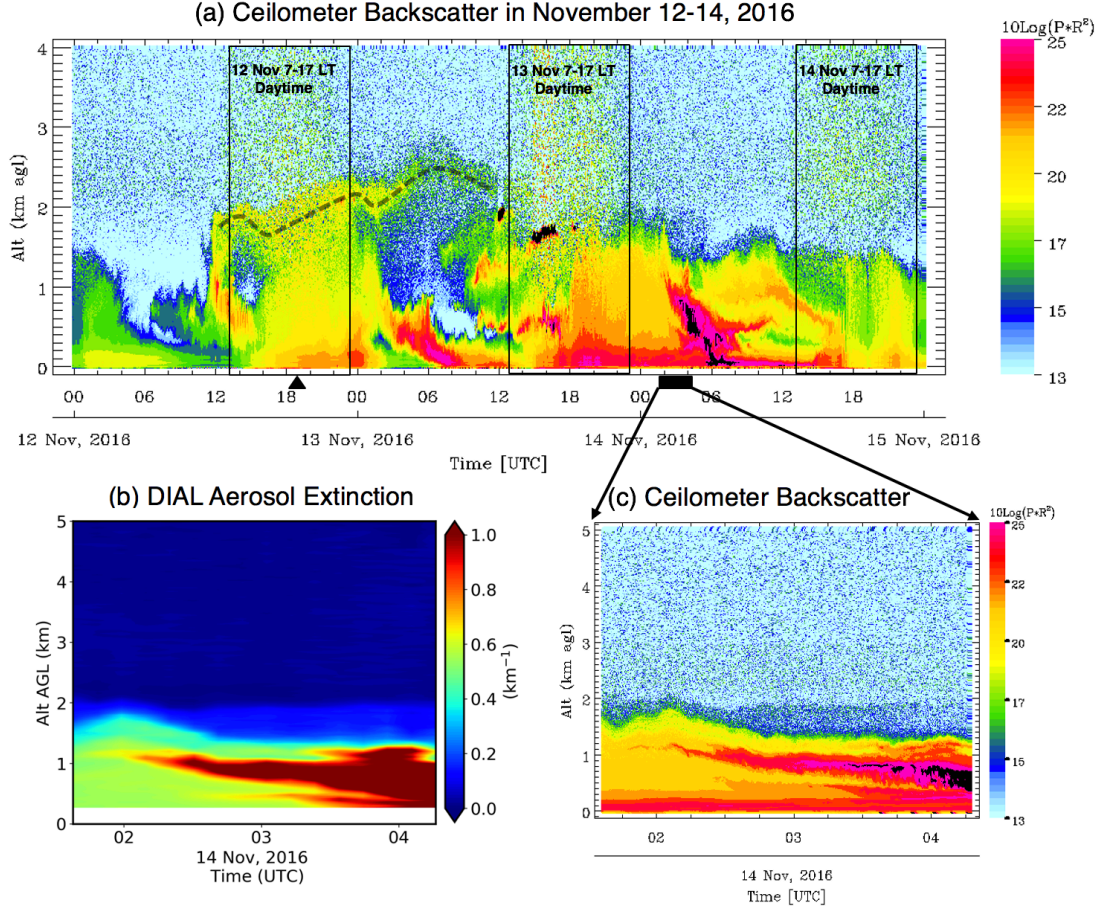 (a) Ceilometer Backscatter in November 12-14, 2016
10Log(P*R²)
12 Nov 7-17 LT
Daytime
13 Nov 7-17 LT
Daytime
14 Nov 7-17 LT
Daytime
4
3
2
1
0
Alt (km agl)
25
22
20
17
15
13
00 06 12 18 00 06 12 18 00 06 12 18
12 Nov, 2016 13 Nov, 2016 14 Nov, 2016 15 Nov, 2016
Time [UTC]
(b) DIAL Aerosol Extinction
5
4
3
2
1
0
Alt AGL (km)
02 03 04
14 Nov, 2016
Time (UTC)
1.0
0.8
0.6
0.4
0.2
0.0
(km⁻¹)
(c) Ceilometer Backscatter
10Log(P*R²)
5
4
3
2
1
0
Alt (km agl)
25
22
20
17
15
13
02 03 04
14 Nov, 2016
Time [UTC]